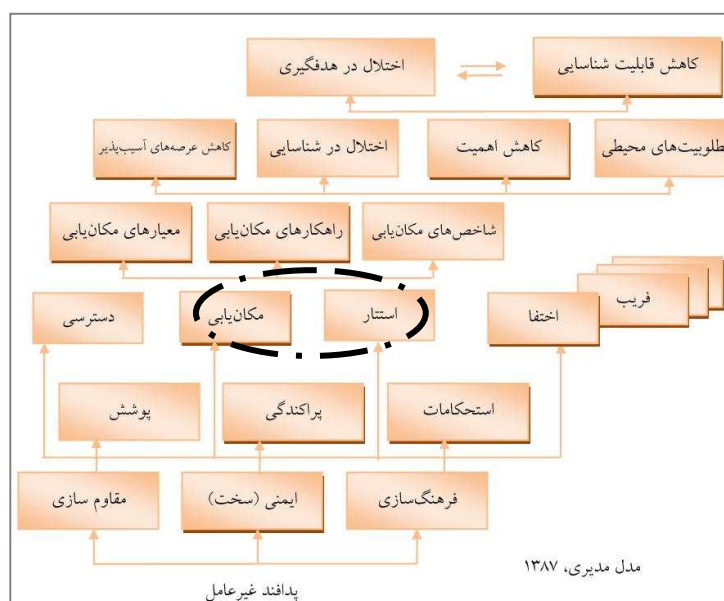 اختلال در هدفگیری
کاهش قابلیت شناسایی
کاهش عرصه‌های آسیب‌پذیر
اختلال در شناسایی
کاهش اهمیت
طلوبیت‌های محیطی
معیارهای مکان‌یابی
راهکارهای مکان‌یابی
شاخص‌های مکان‌یابی
دسترسی
مکان‌یابی
استتار
اختفا
فریب
پوشش
پراکندگی
استحکامات
مقاوم سازی
ایمنی (سخت)
فرهنگ‌سازی
مدل مدیری، ۱۳۸۷
پدافند غیرعامل